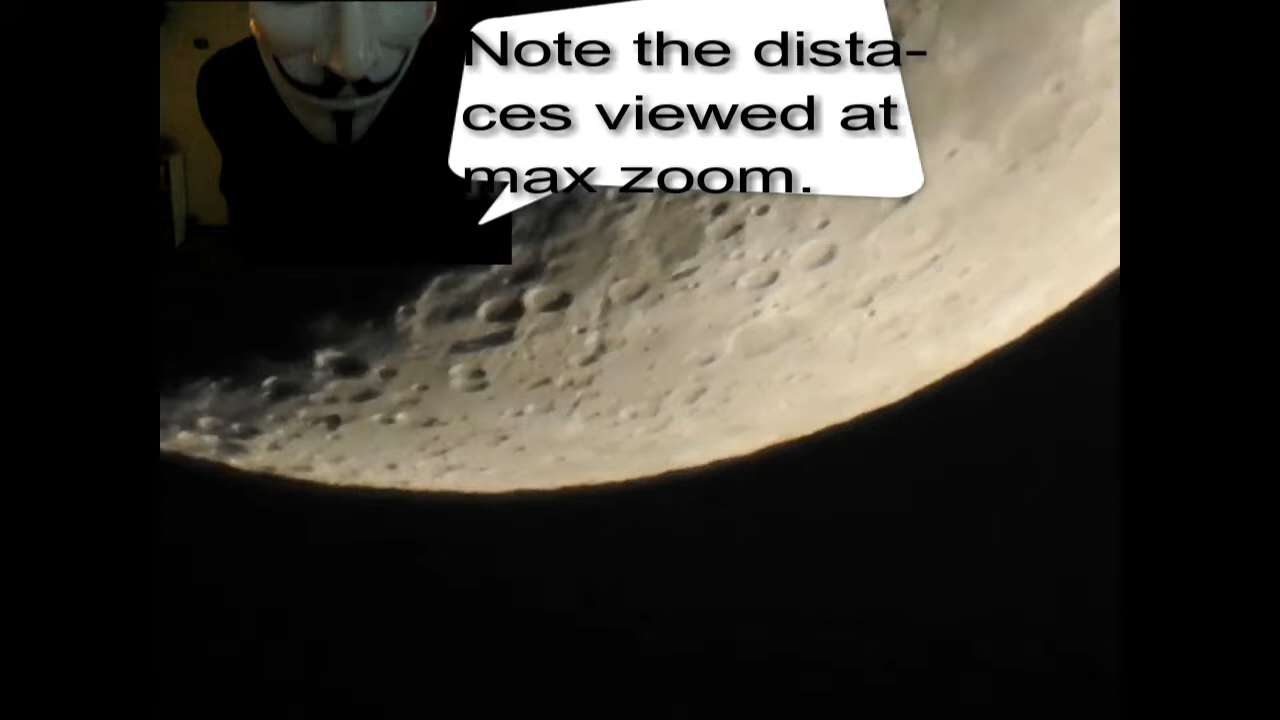 Note the dista-
ces viewed at
max zoom.